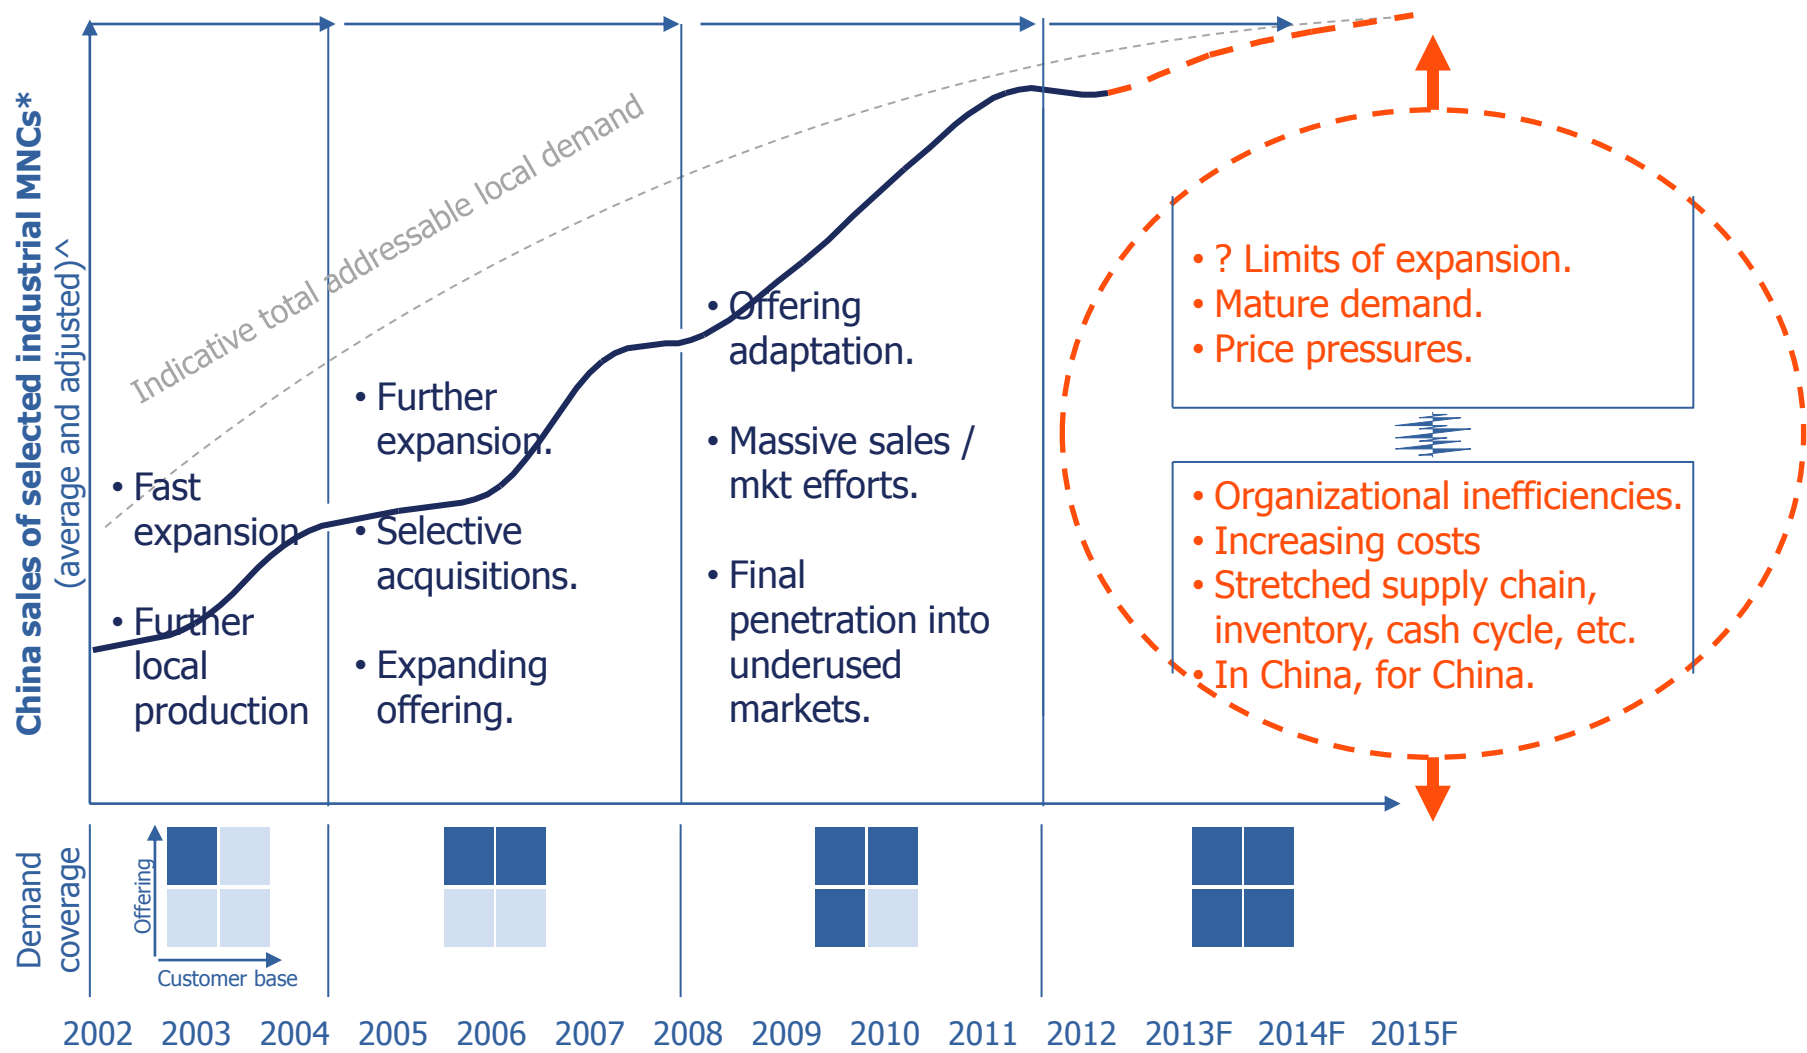 China sales of selected industrial MNCs*
(average and adjusted)^
Indicative total addressable local demand
• Fast
expansion
• Further
local
production
• Further
expansion.
• Selective
acquisitions.
• Expanding
offering.
• Offering
adaptation.
• Massive sales /
mkt efforts.
• Final
penetration into
underused
markets.
• ? Limits of expansion.
• Mature demand.
• Price pressures.
• Organizational inefficiencies.
• Increasing costs
• Stretched supply chain,
inventory, cash cycle, etc.
• In China, for China.
Demand
coverage
Offering
Customer base
2002 2003 2004 2005 2006 2007 2008 2009 2010 2011 2012 2013F 2014F 2015F